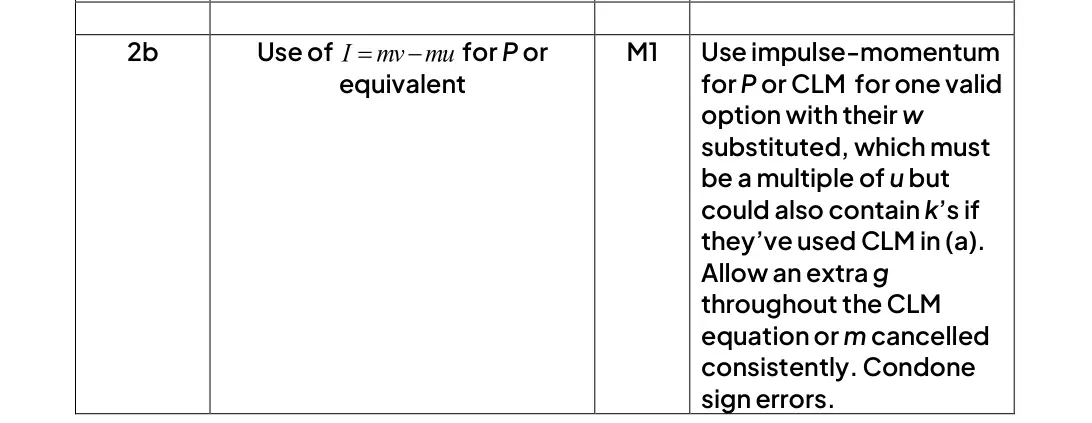 2b
Use of I = mv – mu for P or
equivalent
M1
Use impulse-momentum
for P or CLM for one valid
option with their w
substituted, which must
be a multiple of u but
could also contain k’s if
they’ve used CLM in (a).
Allow an extra g
throughout the CLM
equation or m cancelled
consistently. Condone
sign errors.